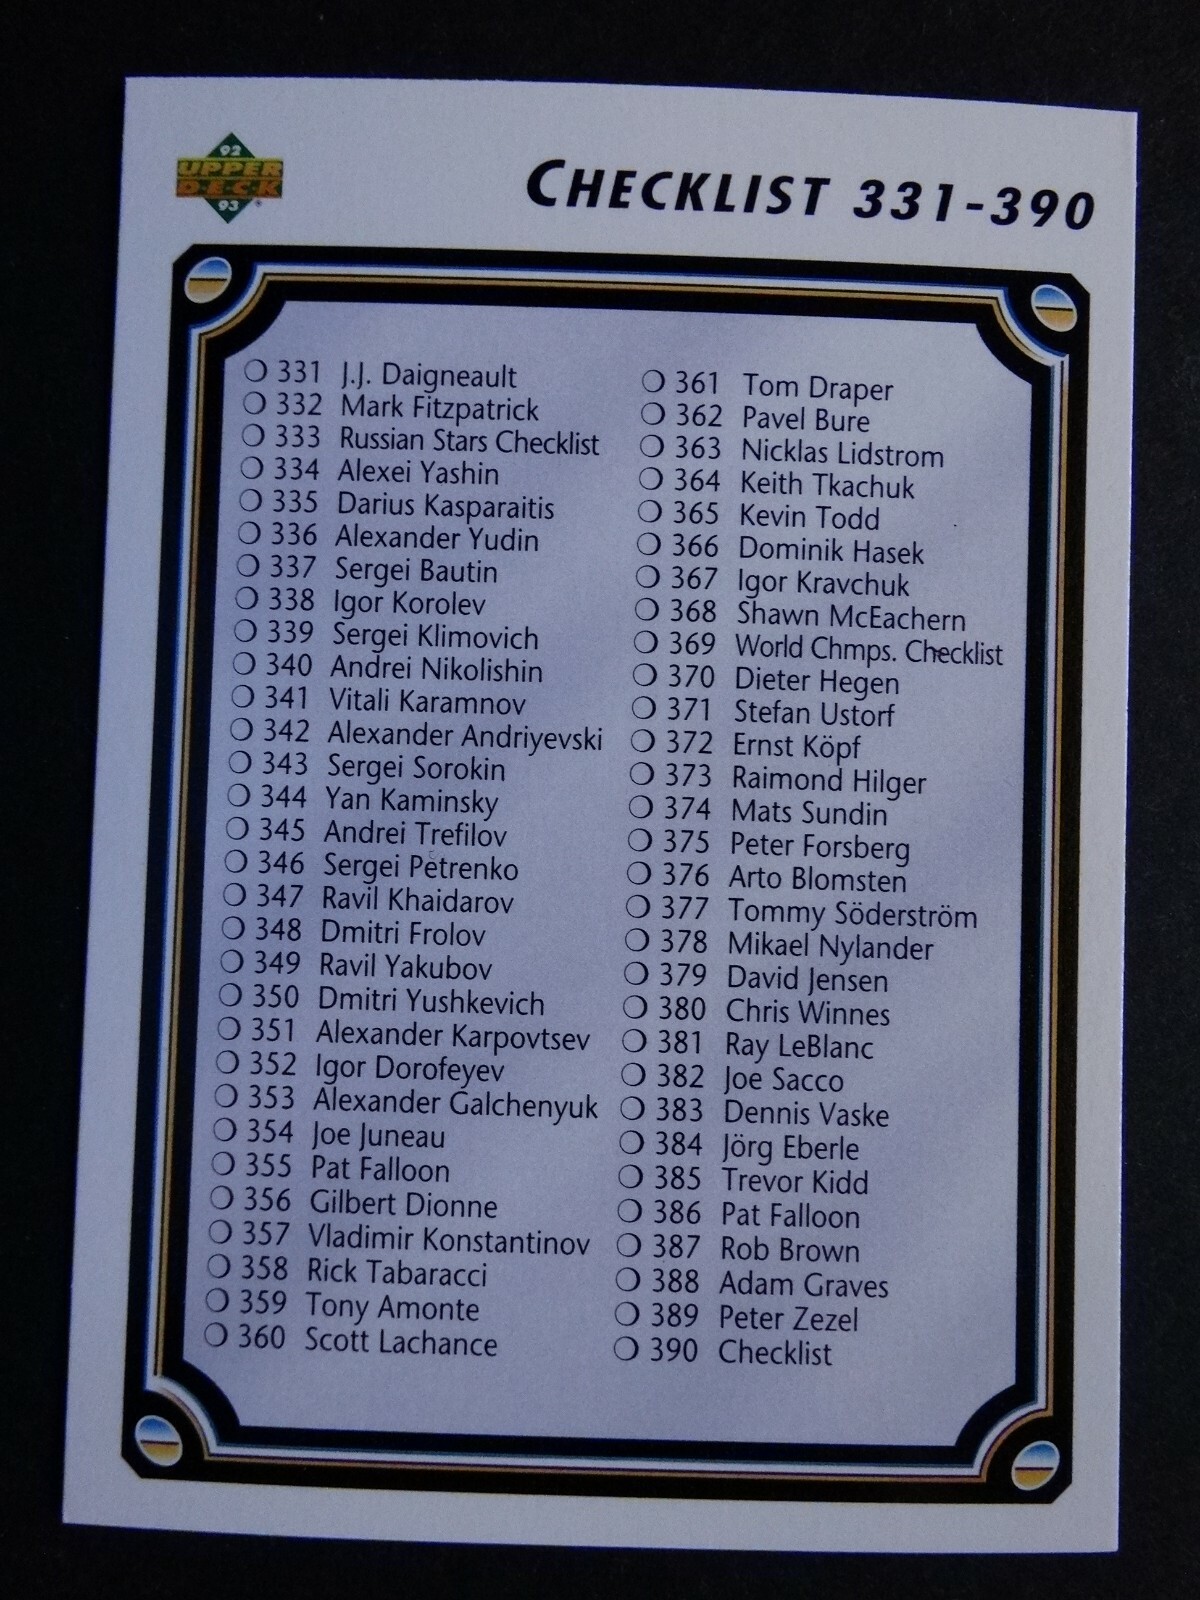 92
UPPER
D·E·C·K
93 ®
CHECKLIST 331-390
331 J.J. Daigneault
332 Mark Fitzpatrick
333 Russian Stars Checklist
334 Alexei Yashin
335 Darius Kasparaitis
336 Alexander Yudin
337 Sergei Bautin
338 Igor Korolev
339 Sergei Klimovich
340 Andrei Nikolishin
341 Vitali Karamnov
342 Alexander Andriyevski
343 Sergei Sorokin
344 Yan Kaminsky
345 Andrei Trefilov
346 Sergei Petrenko
347 Ravil Khaidarov
348 Dmitri Frolov
349 Ravil Yakubov
350 Dmitri Yushkevich
351 Alexander Karpovtsev
352 Igor Dorofeyev
353 Alexander Galchenyuk
354 Joe Juneau
355 Pat Falloon
356 Gilbert Dionne
357 Vladimir Konstantinov
358 Rick Tabaracci
359 Tony Amonte
360 Scott Lachance
361 Tom Draper
362 Pavel Bure
363 Nicklas Lidstrom
364 Keith Tkachuk
365 Kevin Todd
366 Dominik Hasek
367 Igor Kravchuk
368 Shawn McEachern
369 World Chmps. Checklist
370 Dieter Hegen
371 Stefan Ustorf
372 Ernst Köpf
373 Raimond Hilger
374 Mats Sundin
375 Peter Forsberg
376 Arto Blomsten
377 Tommy Söderström
378 Mikael Nylander
379 David Jensen
380 Chris Winnes
381 Ray LeBlanc
382 Joe Sacco
383 Dennis Vaske
384 Jörg Eberle
385 Trevor Kidd
386 Pat Falloon
387 Rob Brown
388 Adam Graves
389 Peter Zezel
390 Checklist